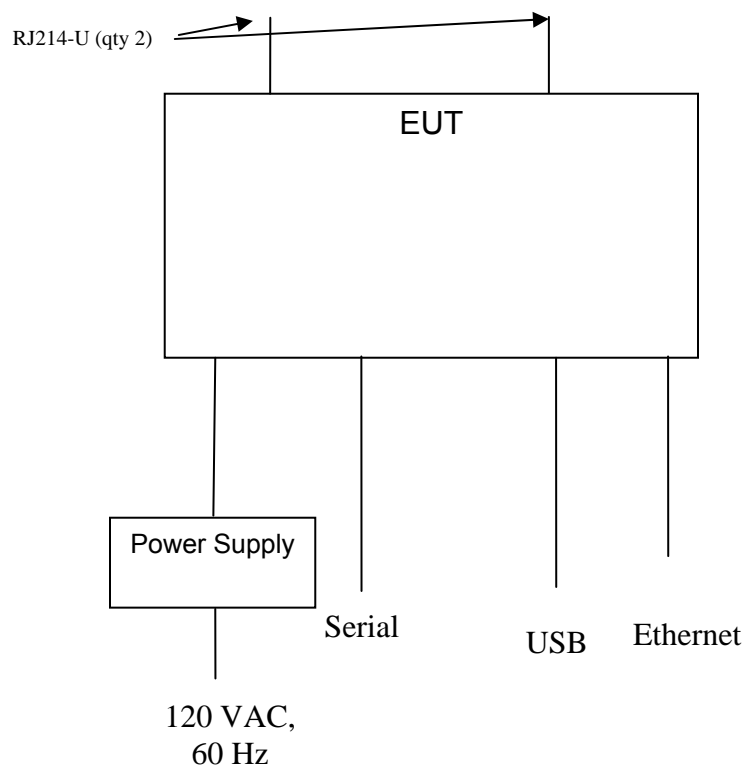 RJ214-U (qty 2)
EUT
Power Supply
Serial
USB
Ethernet
120 VAC,
60 Hz